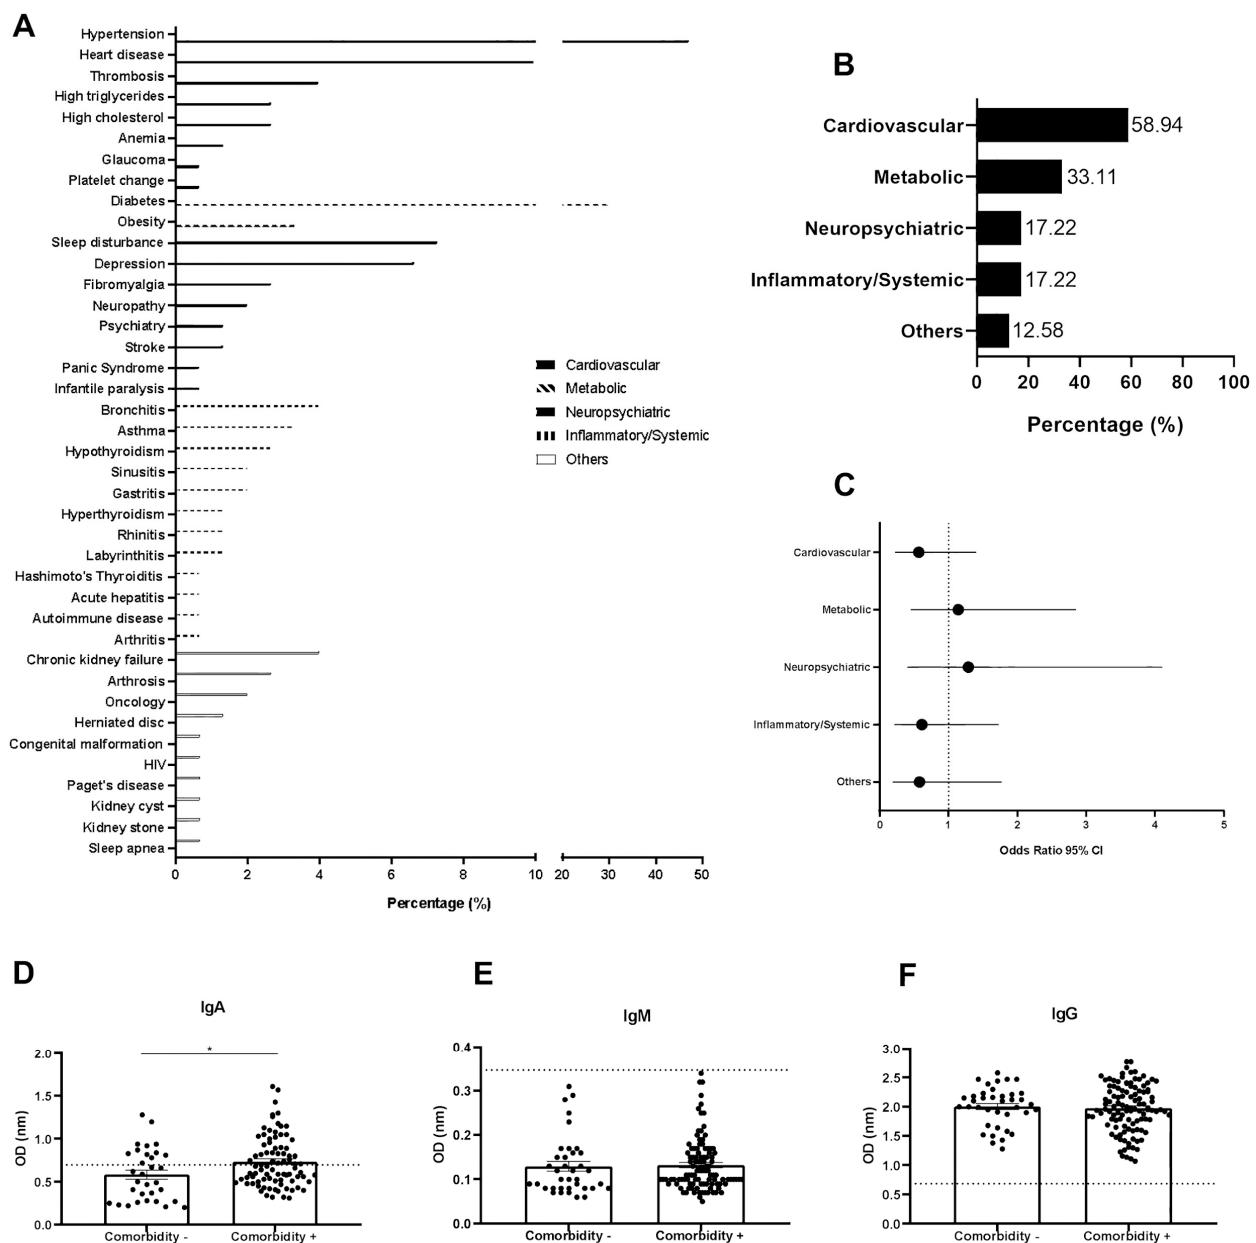 A
Hypertension
Heart disease
Thrombosis
High triglycerides
High cholesterol
Anemia
Glaucoma
Platelet change
Diabetes
Obesity
Sleep disturbance
Depression
Fibromyalgia
Neuropathy
Psychiatry
Stroke
Panic Syndrome
Infantile paralysis
Bronchitis
Asthma
Hypothyroidism
Sinusitis
Gastritis
Hyperthyroidism
Rhinitis
Labyrinthitis
Hashimoto's Thyroiditis
Acute hepatitis
Autoimmune disease
Arthritis
Chronic kidney failure
Arthrosis
Oncology
Herniated disc
Congenital malformation
HIV
Paget's disease
Kidney cyst
Kidney stone
Sleep apnea
0 2 4 6 8 10 20 30 40 50
Percentage (%)
Cardiovascular
Metabolic
Neuropsychiatric
Inflammatory/Systemic
Others
B
Cardiovascular 58.94
Metabolic 33.11
Neuropsychiatric 17.22
Inflammatory/Systemic 17.22
Others 12.58
0 20 40 60 80 100
Percentage (%)
C
Cardiovascular
Metabolic
Neuropsychiatric
Inflammatory/Systemic
Others
0 1 2 3 4 5
Odds Ratio 95% CI
D
IgA
*
2.0
1.5
1.0
0.5
0.0
OD (nm)
Comorbidity - Comorbidity +
E
IgM
0.4
0.3
0.2
0.1
0.0
OD (nm)
Comorbidity - Comorbidity +
F
IgG
3.0
2.5
2.0
1.5
1.0
0.5
0.0
OD (nm)
Comorbidity - Comorbidity +